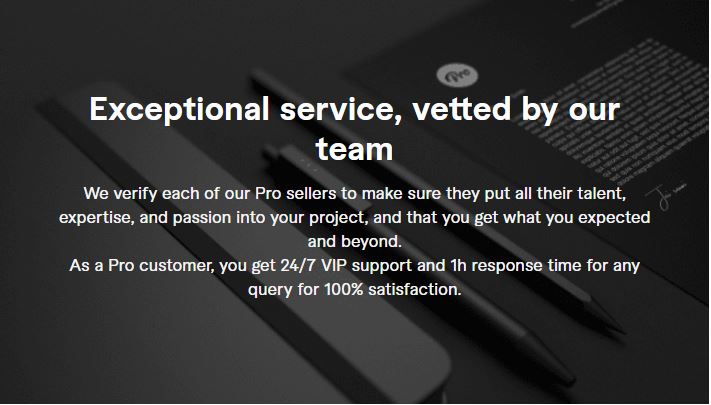 Pro
Exceptional service, vetted by our
team
We verify each of our Pro sellers to make sure they put all their talent,
expertise, and passion into your project, and that you get what you expected
and beyond.
As a Pro customer, you get 24/7 VIP support and 1h response time for any
query for 100% satisfaction.